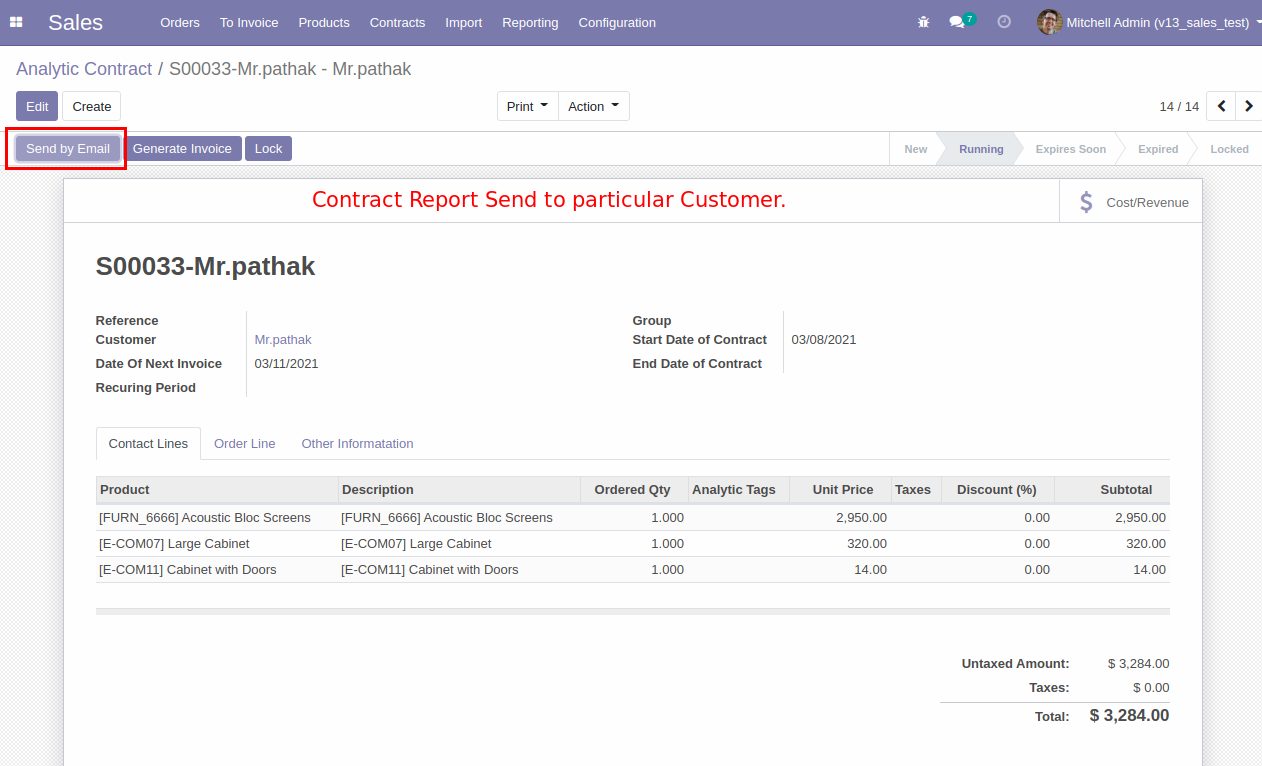 Sales Orders To Invoice Products Contracts Import Reporting Configuration 7 Mitchell Admin (v13_sales_test)
Analytic Contract / S00033-Mr.pathak - Mr.pathak
Edit Create Print Action 14 / 14
Send by Email Generate Invoice Lock New Running Expires Soon Expired Locked
Contract Report Send to particular Customer.
$ Cost/Revenue
S00033-Mr.pathak
Reference Group
Customer Mr.pathak Start Date of Contract 03/08/2021
Date Of Next Invoice 03/11/2021 End Date of Contract
Recuring Period
Contact Lines Order Line Other Informatation
Product Description Ordered Qty Analytic Tags Unit Price Taxes Discount (%) Subtotal
[FURN_6666] Acoustic Bloc Screens [FURN_6666] Acoustic Bloc Screens 1.000 2,950.00 0.00 2,950.00
[E-COM07] Large Cabinet [E-COM07] Large Cabinet 1.000 320.00 0.00 320.00
[E-COM11] Cabinet with Doors [E-COM11] Cabinet with Doors 1.000 14.00 0.00 14.00
Untaxed Amount: $ 3,284.00
Taxes: $ 0.00
Total: $ 3,284.00